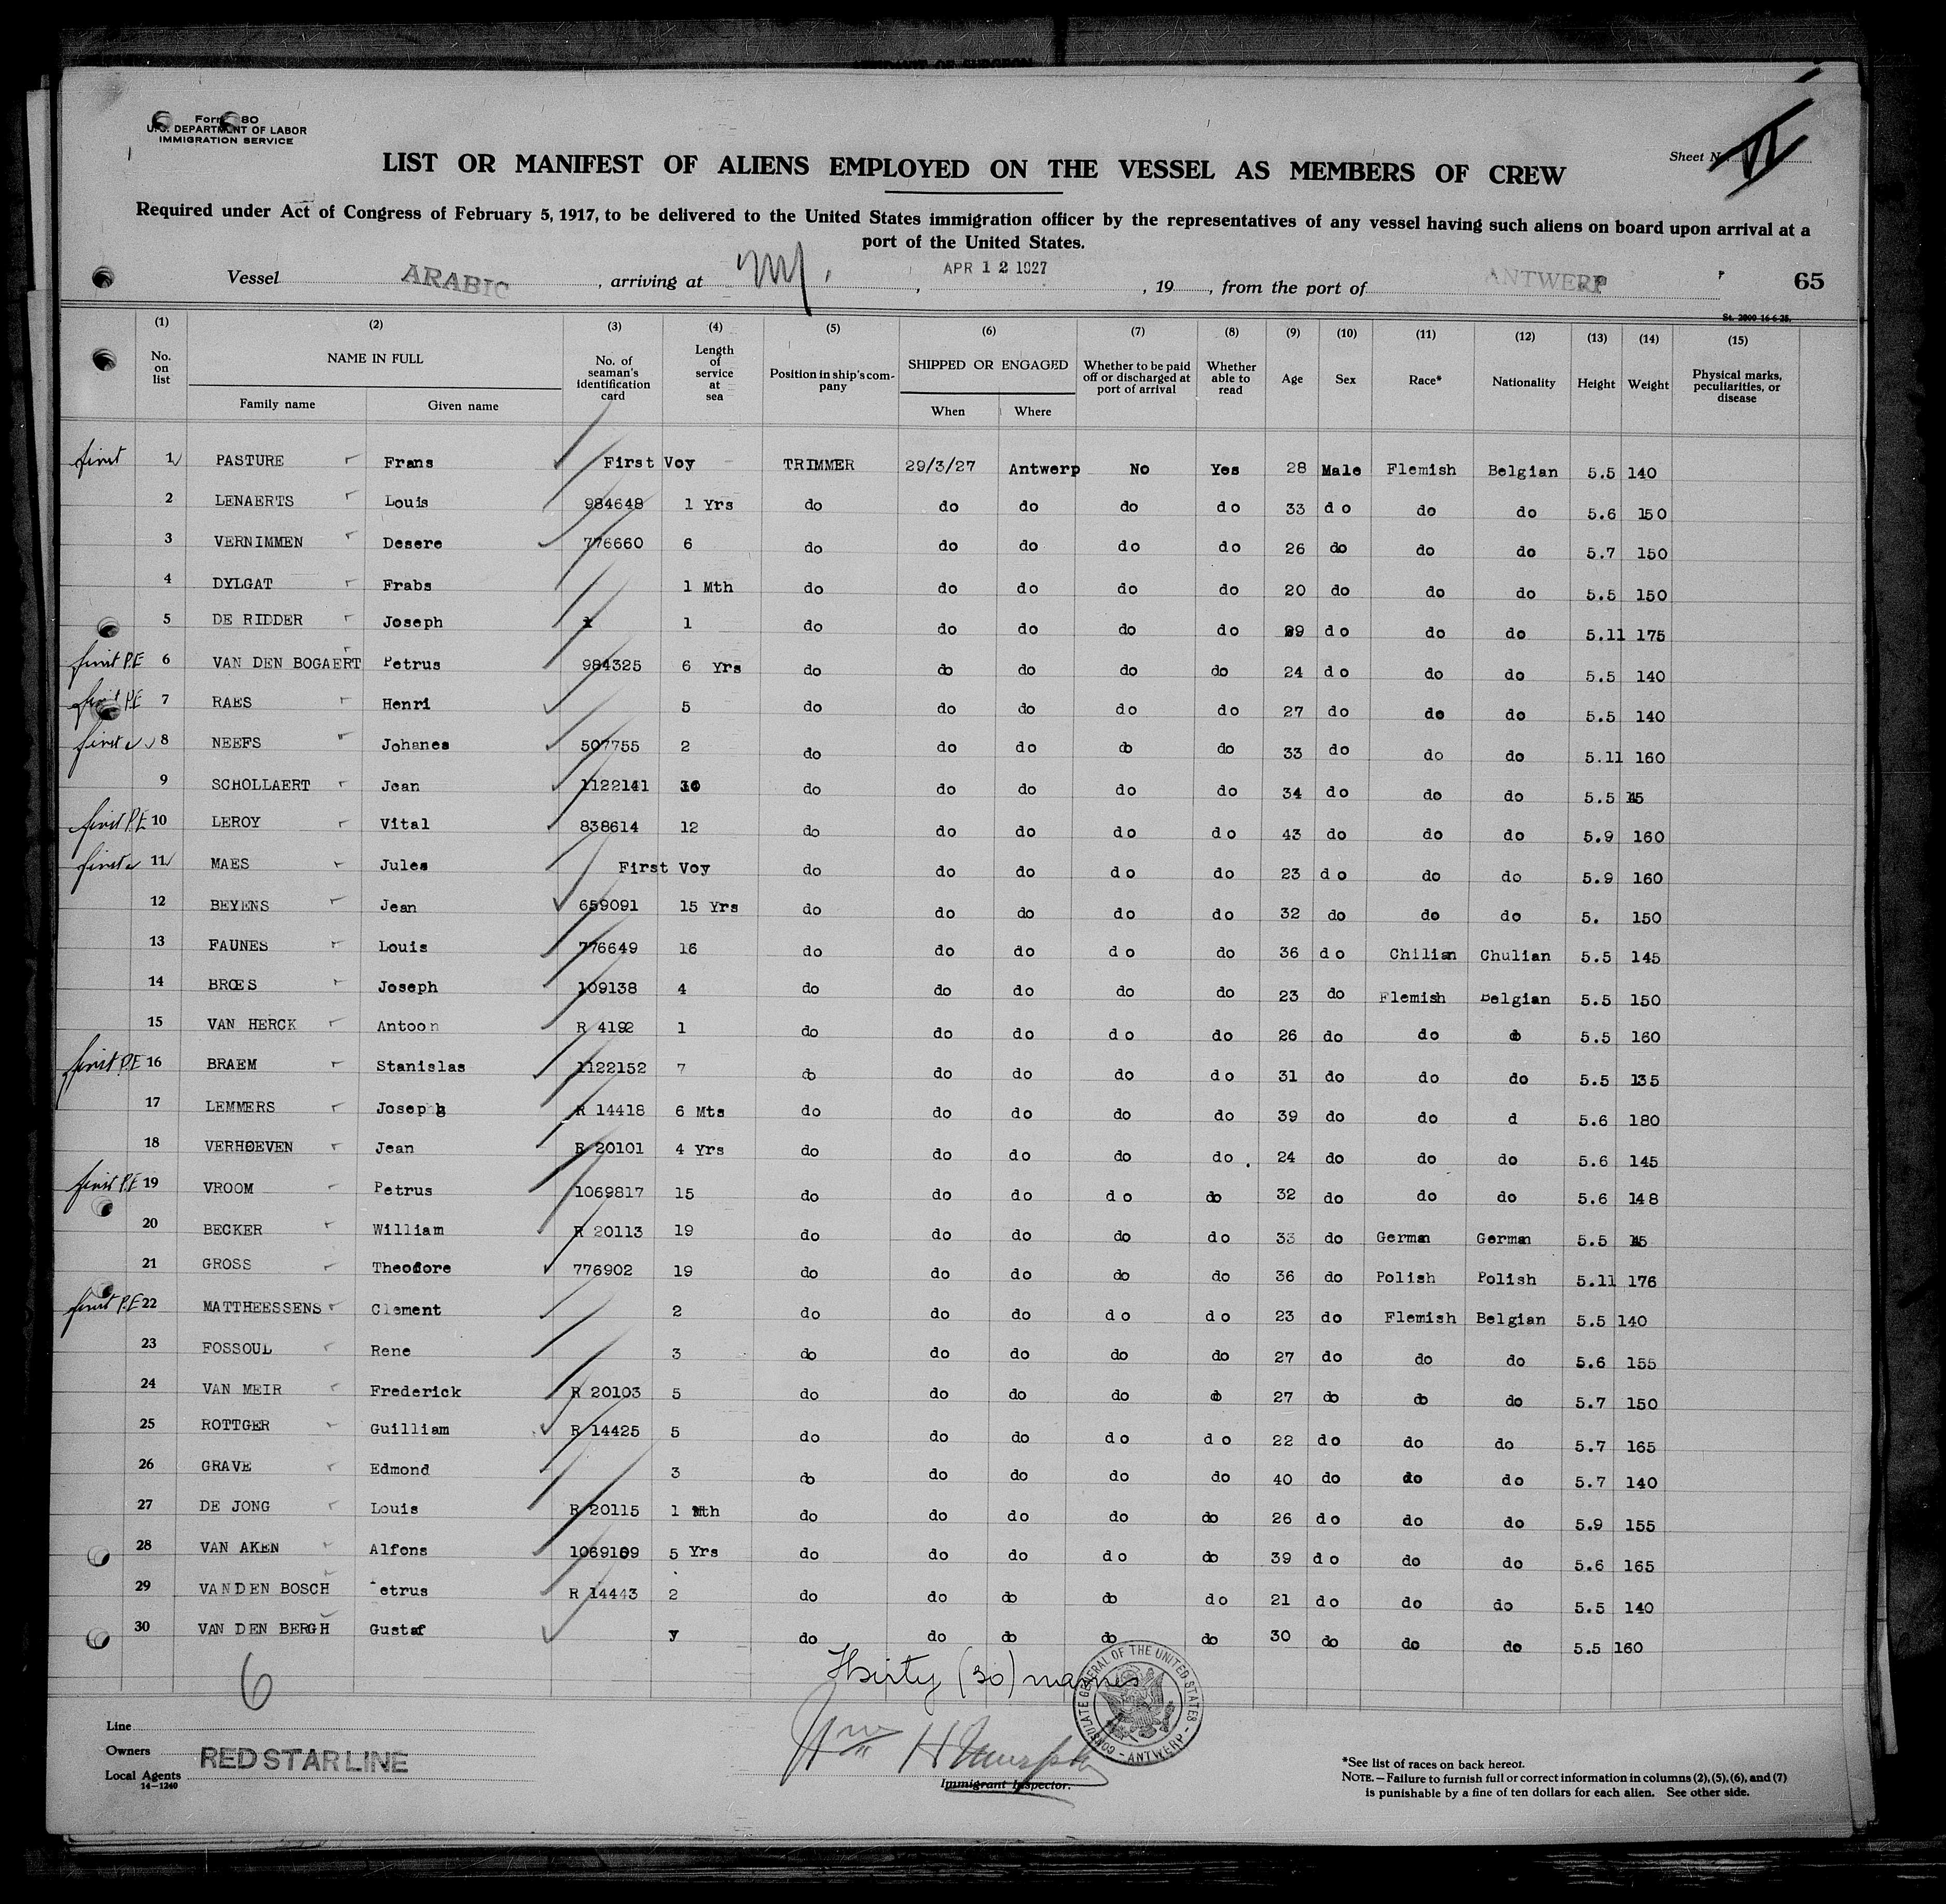 Form 680
U.S. DEPARTMENT OF LABOR
IMMIGRATION SERVICE
Sheet No. VI
LIST OR MANIFEST OF ALIENS EMPLOYED ON THE VESSEL AS MEMBERS OF CREW
Required under Act of Congress of February 5, 1917, to be delivered to the United States immigration officer by the representatives of any vessel having such aliens on board upon arrival at a
port of the United States.
Vessel ARABIC, arriving at NY., APR 12 1927, 19, from the port of ANTWERP 65
St. 2000 16-6-25.
(1) (2) (3) (4) (5) (6) (7) (8) (9) (10) (11) (12) (13) (14) (15)
No. on list NAME IN FULL Family name Given name No. of seaman's identification card Length of service at sea Position in ship's company SHIPPED OR ENGAGED When Where Whether to be paid off or discharged at port of arrival Whether able to read Age Sex Race* Nationality Height Weight Physical marks, peculiarities, or disease
first 1 PASTURE Frans First Voy TRIMMER 29/3/27 Antwerp No Yes 28 Male Flemish Belgian 5.5 140
2 LENAERTS Louis 984648 1 Yrs do do do do do 33 do do do 5.6 150
3 VERNIMMEN Desere 776660 6 do do do do do 26 do do do 5.7 150
4 DYLGAT Frabs 1 Mth do do do do do 20 do do do 5.5 150
5 DE RIDDER Joseph 1 do do do do do do do do 5.11 175
first P.E 6 VAN DEN BOGAERT Petrus 984325 6 Yrs do do do do do 24 do do do 5.5 140
first P.E 7 RAES Henri 5 do do do do do 27 do do do 5.5 140
first 8 NEEFS Johanes 507755 2 do do do do do 33 do do do 5.11 160
9 SCHOLLAERT Jean 1122141 do do do do do 34 do do do 5.5
first P.E 10 LEROY Vital 838614 12 do do do do do 43 do do do 5.9 160
first 11 MAES Jules First Voy do do do do do 23 do do do 5.9 160
12 BEYENS Jean 659091 15 Yrs do do do do do 32 do do do 5. 150
13 FAUNES Louis 776649 16 do do do do do 36 do Chilian Chulian 5.5 145
14 BROES Joseph 109138 4 do do do do do 23 do Flemish Belgian 5.5 150
15 VAN HERCK Antoon R 4192 1 do do do do do 26 do do do 5.5 160
first P.E 16 BRAEM Stanislas 1122152 7 do do do do do 31 do do do 5.5 135
17 LEMMERS Joseph R 14418 6 Mts do do do do do 39 do do d 5.6 180
18 VERHOEVEN Jean R 20101 4 Yrs do do do do do 24 do do do 5.6 145
first P.E 19 VROOM Petrus 1069817 15 do do do do do 32 do do do 5.6 148
20 BECKER William R 20113 19 do do do do do 33 do German German 5.5
21 GROSS Theodore 776902 19 do do do do do 36 do Polish Polish 5.11 176
first P.E 22 MATTHEESSENS Clement 2 do do do do do 23 do Flemish Belgian 5.5 140
23 FOSSOUL Rene 3 do do do do do 27 do do do 5.6 155
24 VAN MEIR Frederick R 20103 5 do do do do do 27 do do do 5.7 150
25 ROTTGER Guilliam R 14425 5 do do do do do 22 do do do 5.7 165
26 GRAVE Edmond 3 do do do do do 40 do do do 5.7 140
27 DE JONG Louis R 20115 1 Mth do do do do do 26 do do do 5.9 155
28 VAN AKEN Alfons 1069109 5 Yrs do do do do do 39 do do do 5.6 165
29 VANDEN BOSCH etrus R 14443 2 do do do do do 21 do do do 5.5 140
30 VAN DEN BERGH Gustaf do do do do do 30 do do do 5.5 160
6
Thirty (30) names
Wm H Murphy
CONSULATE GENERAL OF THE UNITED STATES - ANTWERP -
Line
Owners RED STAR LINE
Local Agents
14-1240
Immigrant Inspector.
*See list of races on back hereof.
NOTE.—Failure to furnish full or correct information in columns (2), (5), (6), and (7)
is punishable by a fine of ten dollars for each alien. See other side.